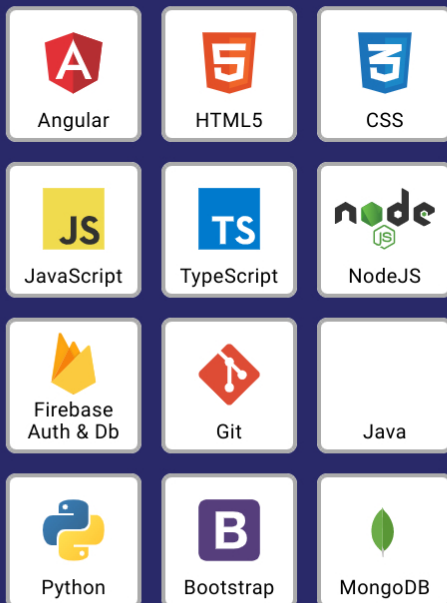 Angular
HTML5
CSS
JS
JavaScript
TS
TypeScript
node
JS
NodeJS
Firebase
Auth & Db
Git
Java
Python
B
Bootstrap
MongoDB